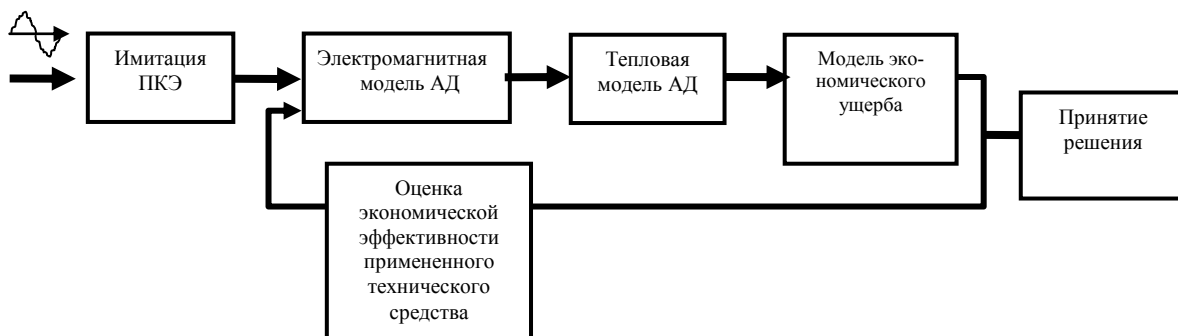 Имитация
ПКЭ
Электромагнитная
модель АД
Тепловая
модель АД
Модель эко-
номического
ущерба
Принятие
решения
Оценка
экономической
эффективности
примененного
технического
средства